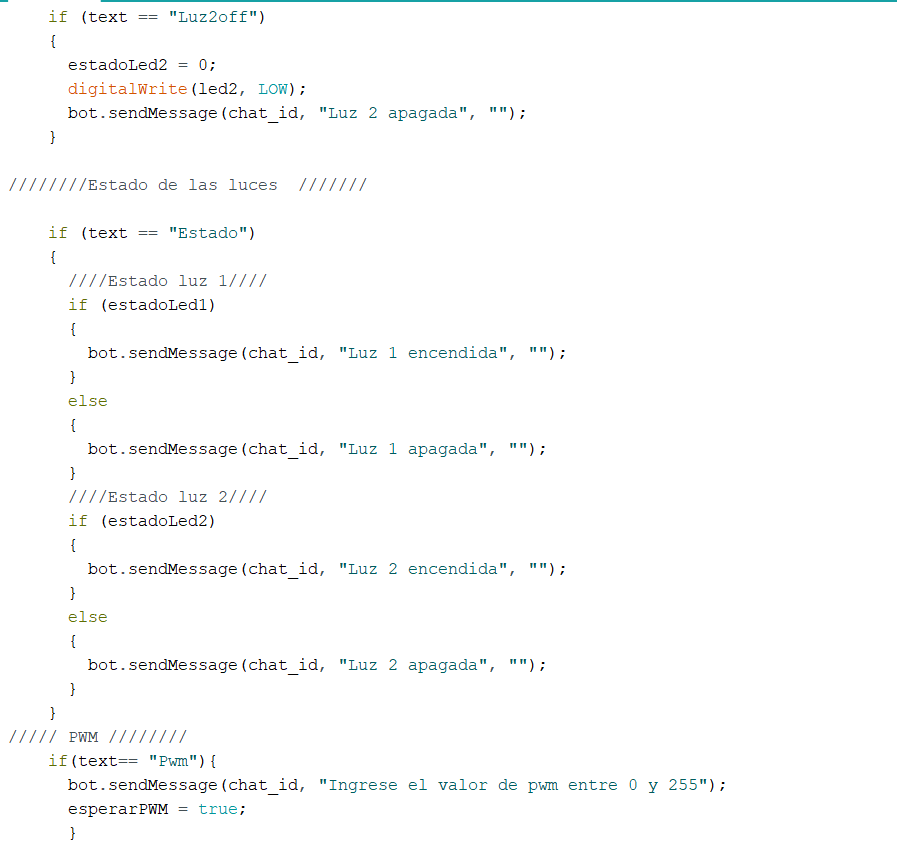 if (text == "Luz2off")
{
estadoLed2 = 0;
digitalWrite(led2, LOW);
bot.sendMessage(chat_id, "Luz 2 apagada", "");
}
////////Estado de las luces  ///////
if (text == "Estado")
{
////Estado luz 1////
if (estadoLed1)
{
bot.sendMessage(chat_id, "Luz 1 encendida", "");
}
else
{
bot.sendMessage(chat_id, "Luz 1 apagada", "");
}
////Estado luz 2////
if (estadoLed2)
{
bot.sendMessage(chat_id, "Luz 2 encendida", "");
}
else
{
bot.sendMessage(chat_id, "Luz 2 apagada", "");
}
}
///// PWM ////////
if(text== "Pwm"){
bot.sendMessage(chat_id, "Ingrese el valor de pwm entre 0 y 255");
esperarPWM = true;
}